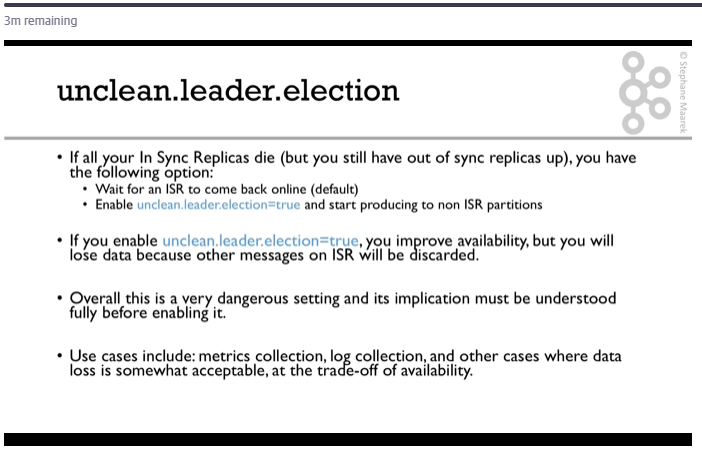 3m remaining
unclean.leader.election
© Stephane Maarek
• If all your In Sync Replicas die (but you still have out of sync replicas up), you have
the following option:
• Wait for an ISR to come back online (default)
• Enable unclean.leader.election=true and start producing to non ISR partitions
• If you enable unclean.leader.election=true, you improve availability, but you will
lose data because other messages on ISR will be discarded.
• Overall this is a very dangerous setting and its implication must be understood
fully before enabling it.
• Use cases include: metrics collection, log collection, and other cases where data
loss is somewhat acceptable, at the trade-off of availability.